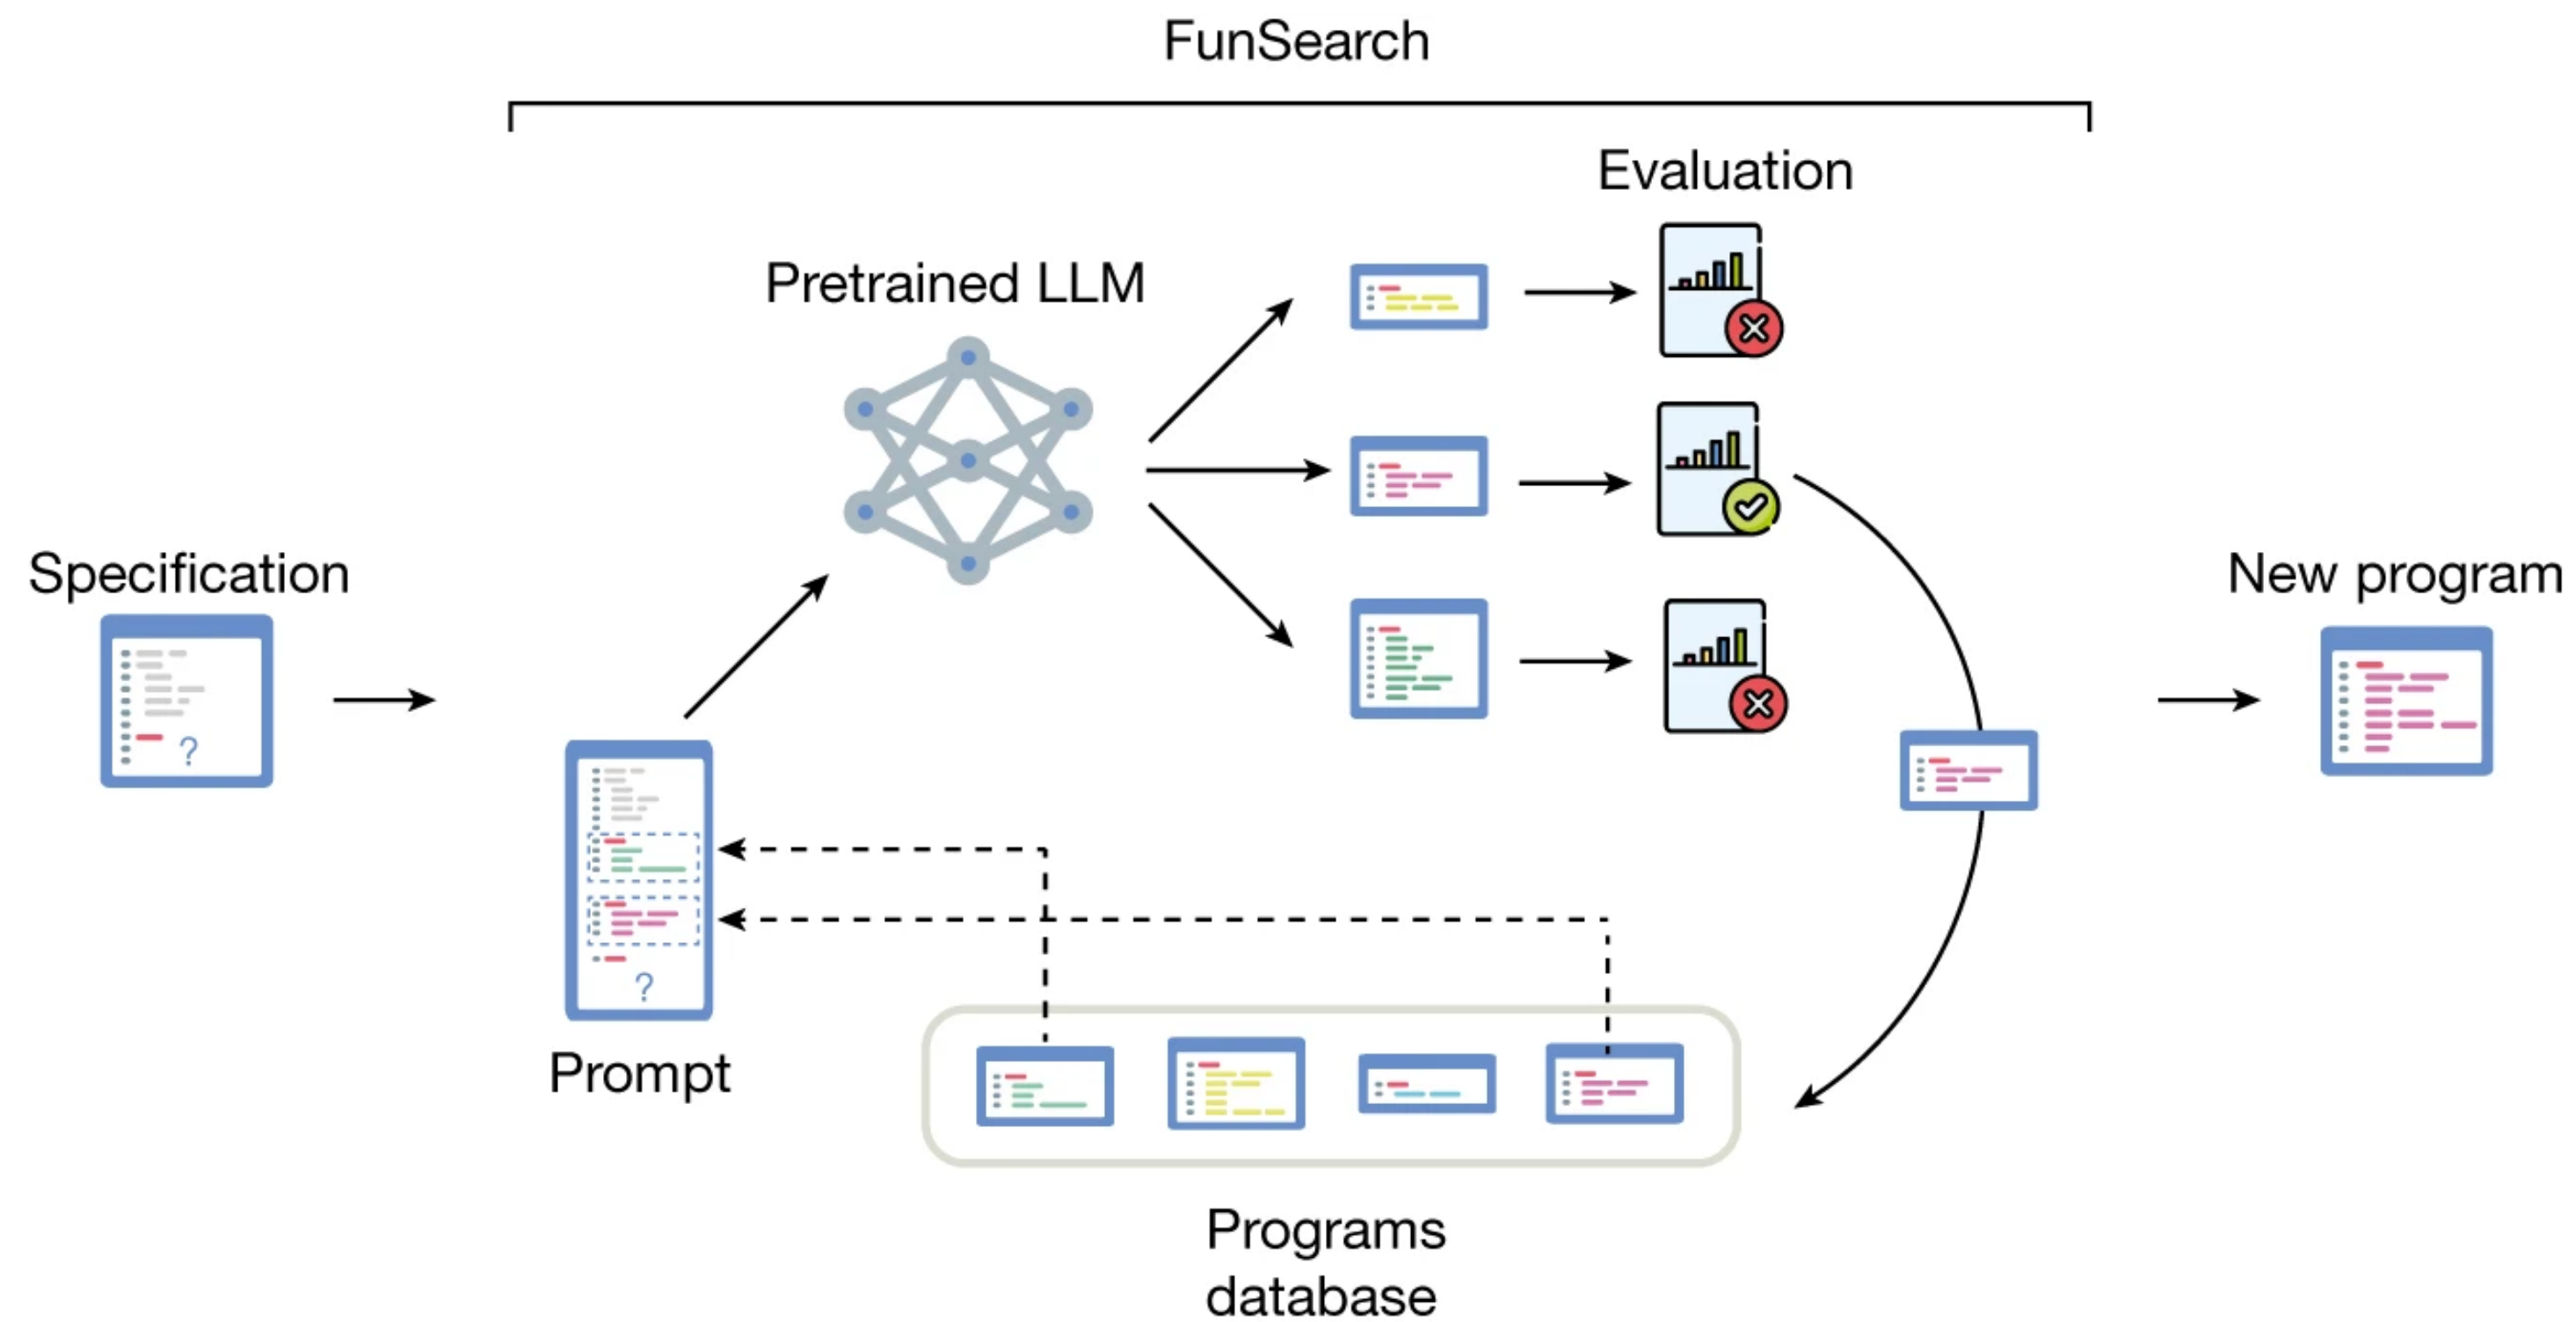 FunSearch
Evaluation
Pretrained LLM
Specification
?
New program
?
Prompt
Programs
database